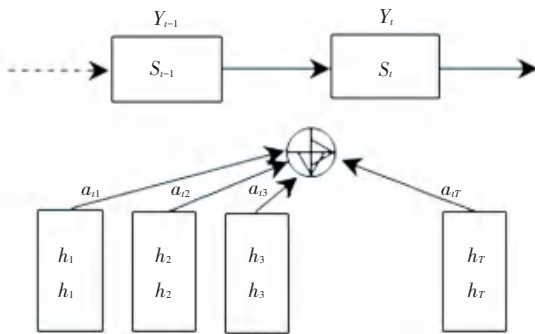 Y_{t-1} Y_t
S_{t-1} S_t
a_{t1} a_{t2} a_{t3} a_{tT}
h_1 h_2 h_3 h_T
h_1 h_2 h_3 h_T